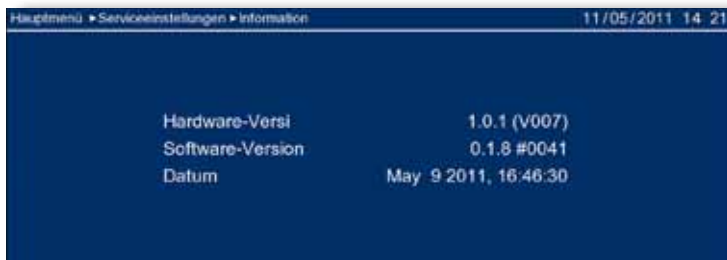 Hauptmenü ▸ Serviceeinstellungen ▸ Information 11/05/2011 14 21
Hardware-Versi 1.0.1 (V007)
Software-Version 0.1.8 #0041
Datum May 9 2011, 16:46:30